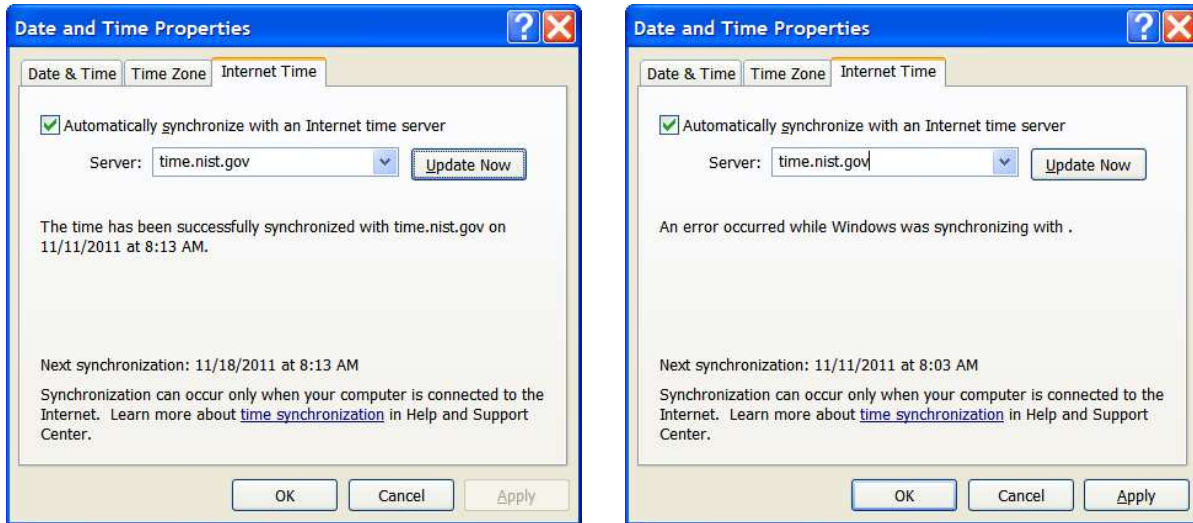 Date and Time Properties
?
Date & Time
Time Zone
Internet Time
Automatically synchronize with an Internet time server
Server:
time.nist.gov
Update Now
The time has been successfully synchronized with time.nist.gov on
11/11/2011 at 8:13 AM.
Next synchronization: 11/18/2011 at 8:13 AM
Synchronization can occur only when your computer is connected to the
Internet. Learn more about time synchronization in Help and Support
Center.
OK
Cancel
Apply
Date and Time Properties
?
Date & Time
Time Zone
Internet Time
Automatically synchronize with an Internet time server
Server:
time.nist.gov
Update Now
An error occurred while Windows was synchronizing with .
Next synchronization: 11/11/2011 at 8:03 AM
Synchronization can occur only when your computer is connected to the
Internet. Learn more about time synchronization in Help and Support
Center.
OK
Cancel
Apply